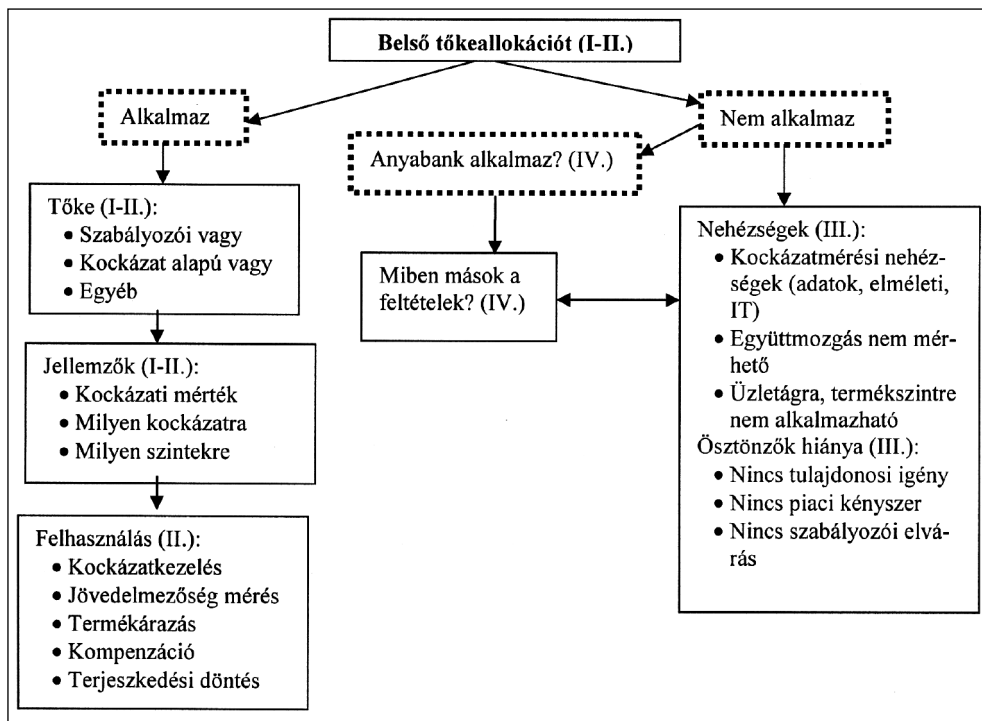 Belső tőkeallokációt (I-II.)
Alkalmaz
Nem alkalmaz
Anyabank alkalmaz? (IV.)
Tőke (I-II.):
• Szabályozói vagy
• Kockázat alapú vagy
• Egyéb
Miben mások a
feltételek? (IV.)
Nehézségek (III.):
• Kockázatmérési nehéz-
ségek (adatok, elméleti,
IT)
• Együttmozgás nem mér-
hető
• Üzletágra, termékszintre
nem alkalmazható
Ösztönzők hiánya (III.):
• Nincs tulajdonosi igény
• Nincs piaci kényszer
• Nincs szabályozói elvá-
rás
Jellemzők (I-II.):
• Kockázati mérték
• Milyen kockázatra
• Milyen szintekre
Felhasználás (II.):
• Kockázatkezelés
• Jövedelmezőség mérés
• Termékárazás
• Kompenzáció
• Terjeszkedési döntés